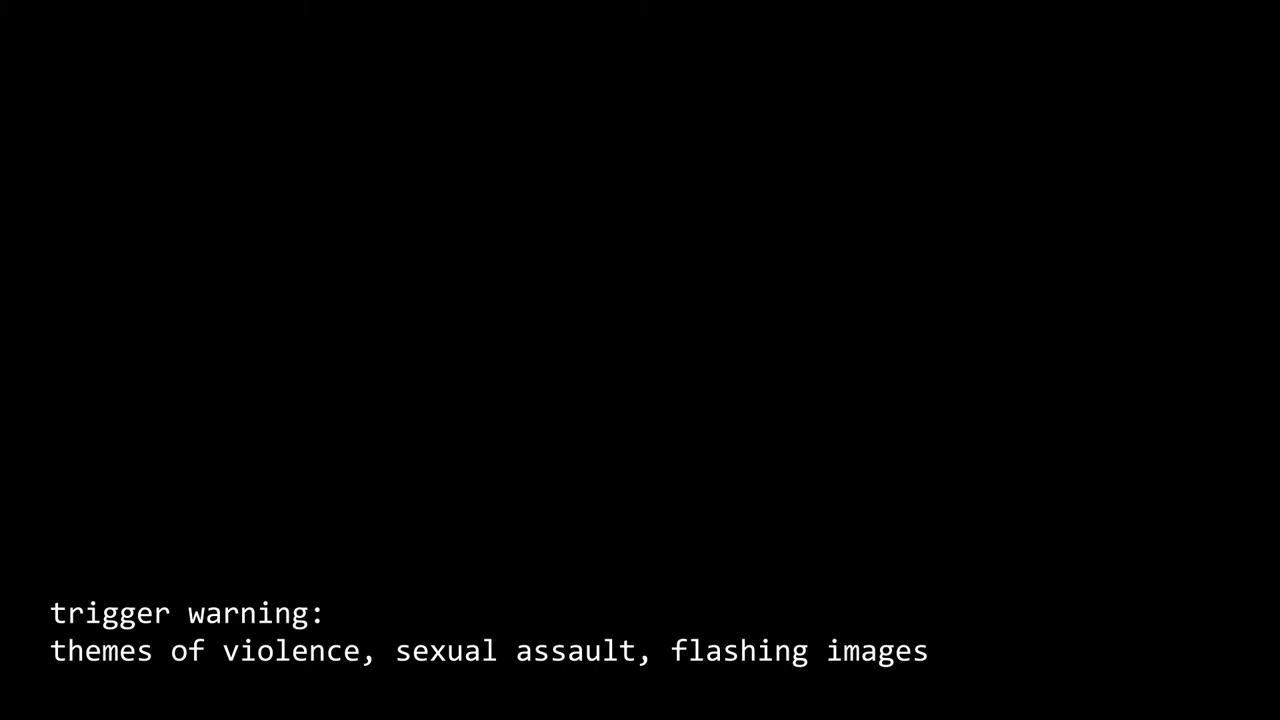 trigger warning:
themes of violence, sexual assault, flashing images